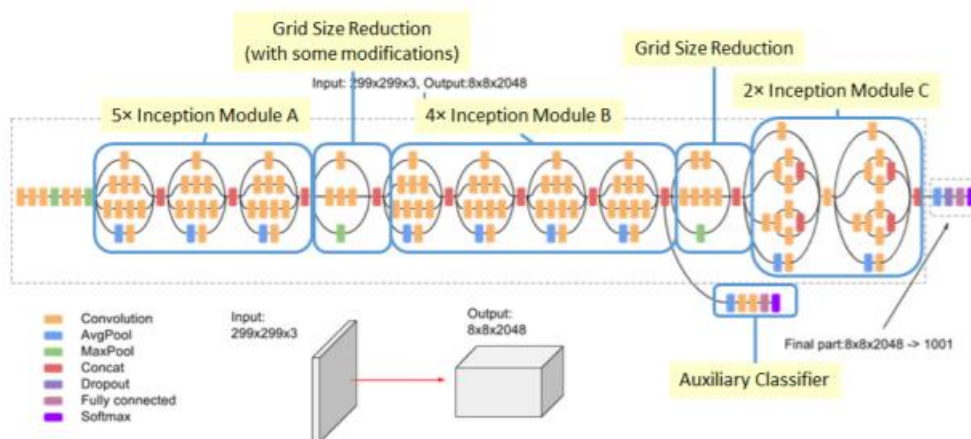 Grid Size Reduction
(with some modifications)
Grid Size Reduction
Input: 299x299x3, Output:8x8x2048
2× Inception Module C
5× Inception Module A
4× Inception Module B
Convolution
AvgPool
MaxPool
Concat
Dropout
Fully connected
Softmax
Input:
299x299x3
Output:
8x8x2048
Final part:8x8x2048 -> 1001
Auxiliary Classifier